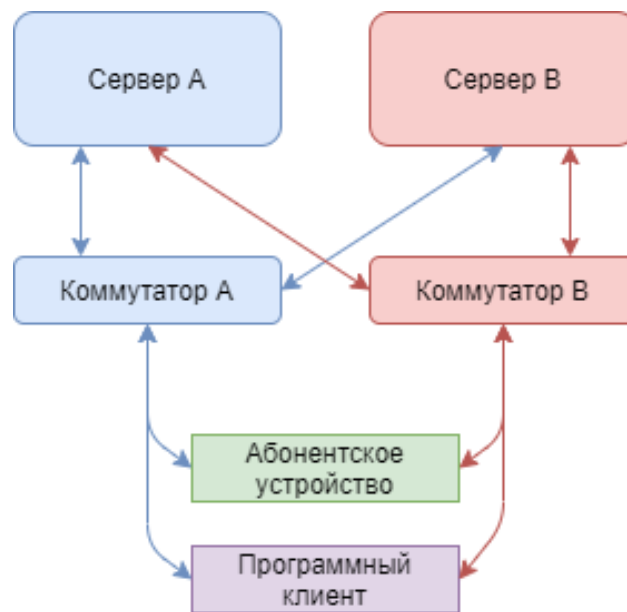 Сервер А
Сервер В
Коммутатор А
Коммутатор В
Абонентское
устройство
Программный
клиент